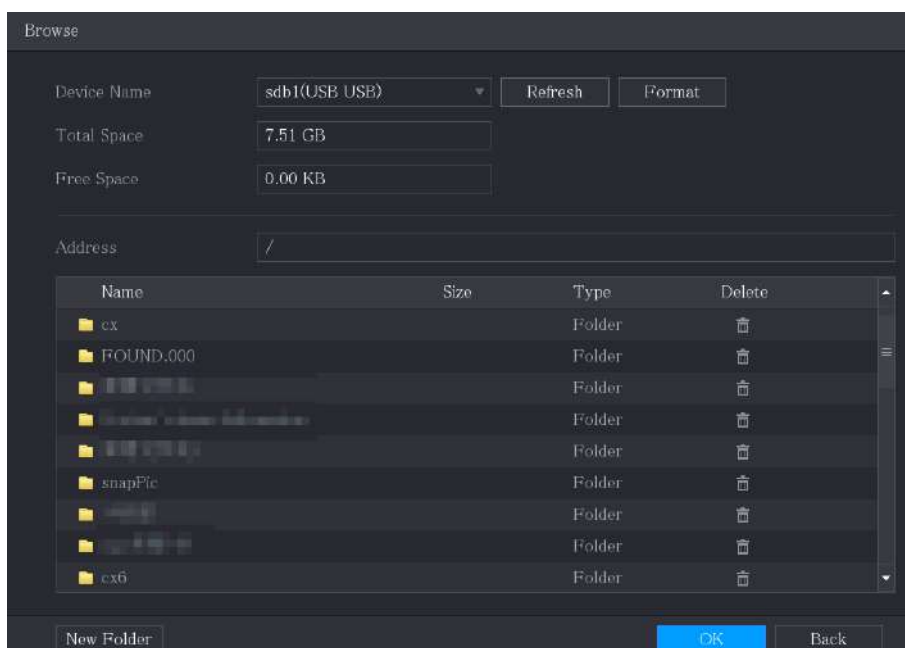 Browse
Device Name sdb1(USB USB) Refresh Format
Total Space 7.51 GB
Free Space 0.00 KB
Address /
Name Size Type Delete
cx Folder
FOUND.000 Folder
Folder
Folder
Folder
snapPic Folder
Folder
Folder
cx6 Folder
New Folder OK Back